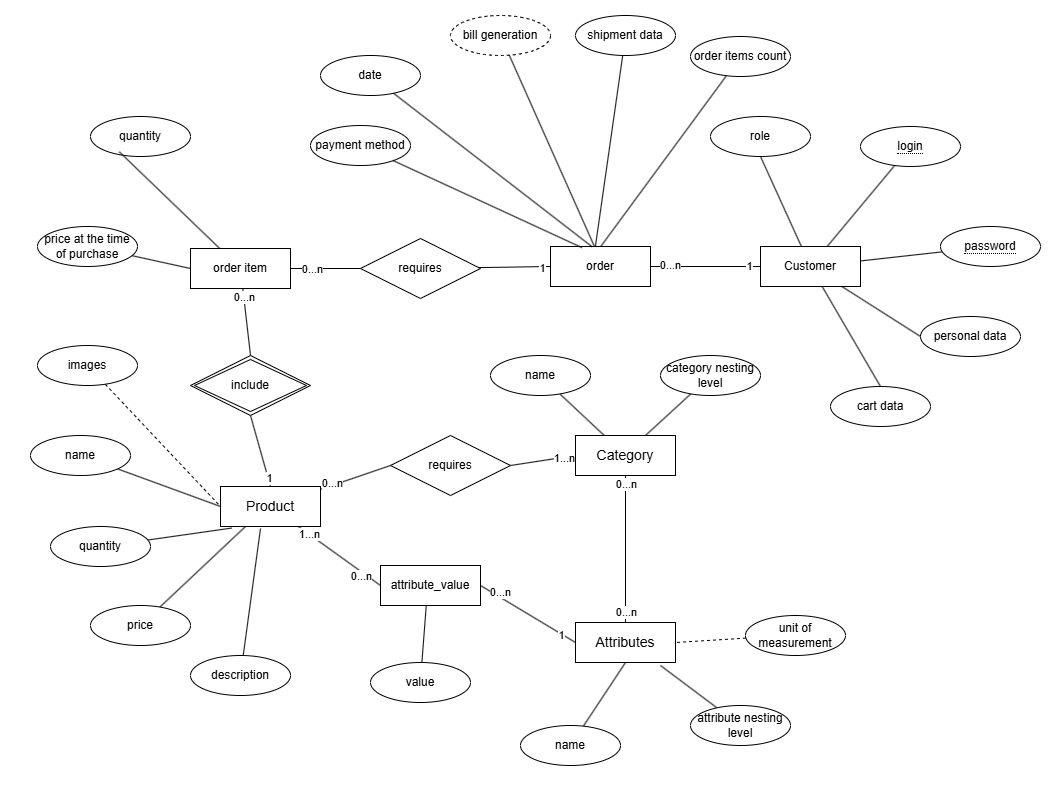 bill generation
shipment data
order items count
date
payment method
quantity
role
login
price at the time
of purchase
order item
0...n
requires
1
order
0...n
1
Customer
password
0...n
personal data
images
include
name
category nesting
level
cart data
name
requires
1...n
Category
1
0...n
0...n
Product
quantity
1...n
0...n
attribute_value
0...n
0...n
price
1
Attributes
unit of
measurement
description
value
name
attribute nesting
level